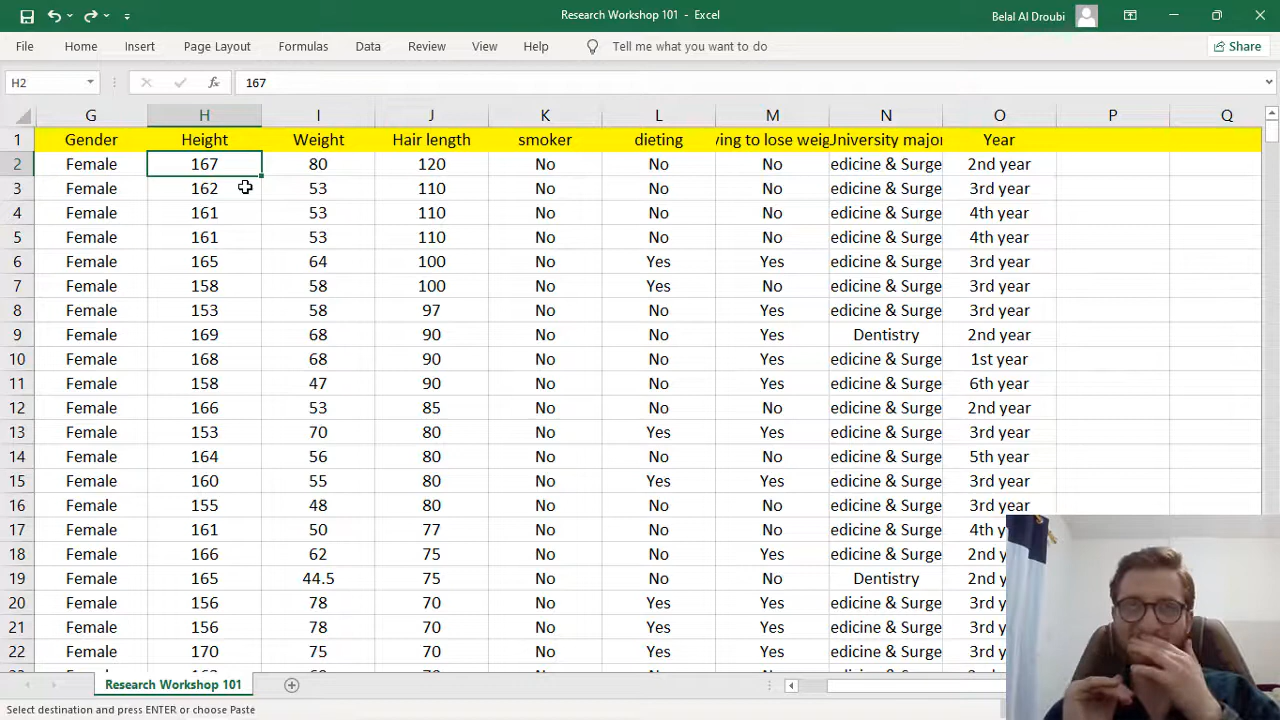 Research Workshop 101 - Excel
Belal Al Droubi
File Home Insert Page Layout Formulas Data Review View Help Tell me what you want to do Share
H2 fx 167
G H I J K L M N O P Q
1 Gender Height Weight Hair length smoker dieting ying to lose weig University major Year
2 Female 167 80 120 No No No edicine & Surge 2nd year
3 Female 162 53 110 No No No edicine & Surge 3rd year
4 Female 161 53 110 No No No edicine & Surge 4th year
5 Female 161 53 110 No No No edicine & Surge 4th year
6 Female 165 64 100 No Yes Yes edicine & Surge 3rd year
7 Female 158 58 100 No Yes No edicine & Surge 3rd year
8 Female 153 58 97 No No Yes edicine & Surge 3rd year
9 Female 169 68 90 No No Yes Dentistry 2nd year
10 Female 168 68 90 No No Yes edicine & Surge 1st year
11 Female 158 47 90 No No Yes edicine & Surge 6th year
12 Female 166 53 85 No No No edicine & Surge 2nd year
13 Female 153 70 80 No Yes Yes edicine & Surge 3rd year
14 Female 164 56 80 No No No edicine & Surge 5th year
15 Female 160 55 80 No Yes Yes edicine & Surge 3rd year
16 Female 155 48 80 No No No edicine & Surge 3rd year
17 Female 161 50 77 No No No edicine & Surge 4th y
18 Female 166 62 75 No No Yes edicine & Surge 2nd y
19 Female 165 44.5 75 No No No Dentistry 2nd y
20 Female 156 78 70 No Yes Yes edicine & Surge 3rd y
21 Female 156 78 70 No Yes Yes edicine & Surge 3rd y
22 Female 170 75 70 No Yes Yes edicine & Surge 3rd y
Research Workshop 101
Select destination and press ENTER or choose Paste